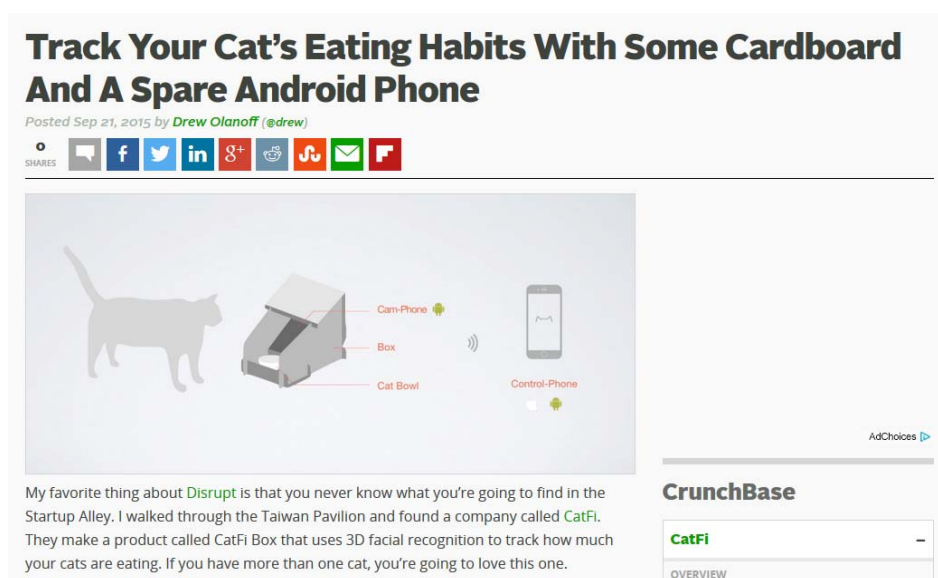 Track Your Cat's Eating Habits With Some Cardboard
And A Spare Android Phone
Posted Sep 21, 2015 by Drew Olanoff (@drew)
0
SHARES
f
in
g+
Cam-Phone
Box
Cat Bowl
Control-Phone
AdChoices
My favorite thing about Disrupt is that you never know what you're going to find in the
Startup Alley. I walked through the Taiwan Pavilion and found a company called CatFi.
They make a product called CatFi Box that uses 3D facial recognition to track how much
your cats are eating. If you have more than one cat, you're going to love this one.
CrunchBase
CatFi –
OVERVIEW